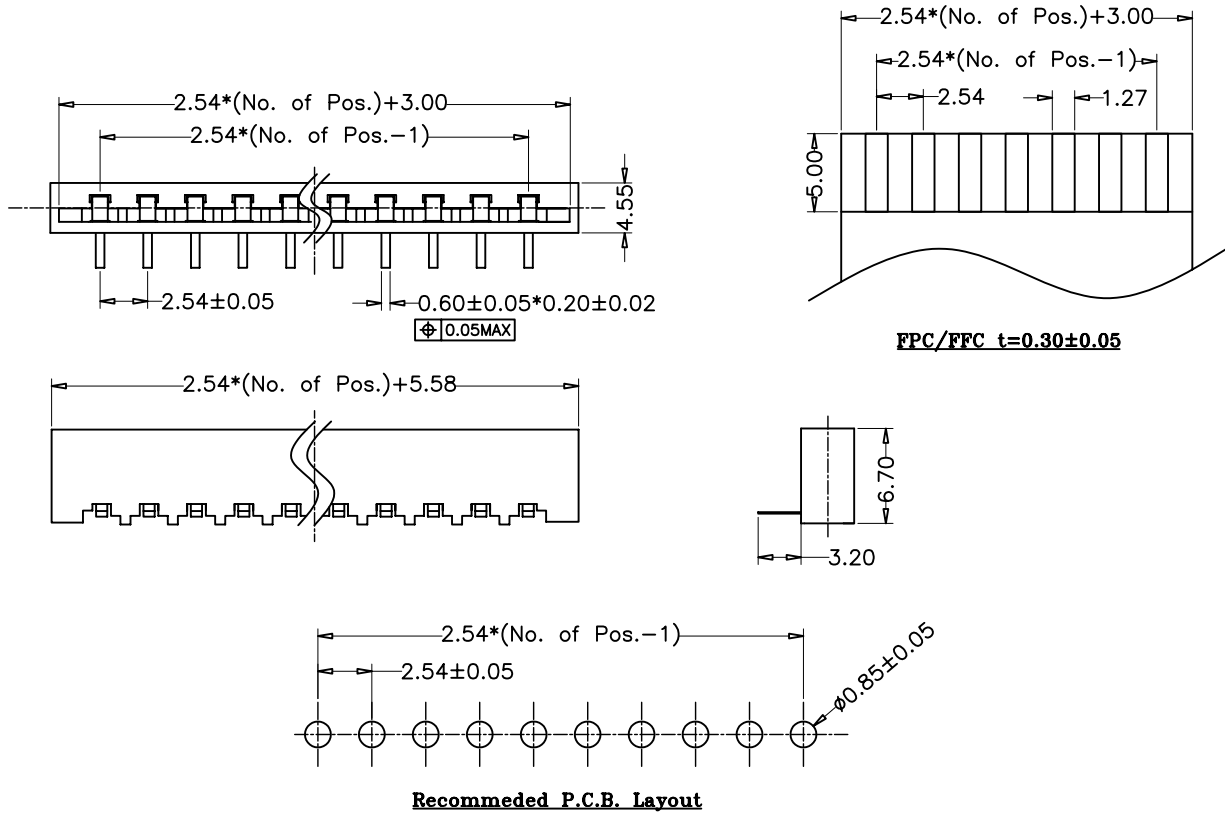 2.54*(No. of Pos.)+3.00
2.54*(No. of Pos.-1)
2.54
1.27
5.00
FPC/FFC t=0.30±0.05
2.54*(No. of Pos.)+3.00
2.54*(No. of Pos.-1)
4.55
2.54±0.05
0.60±0.05*0.20±0.02
⌖ 0.05MAX
2.54*(No. of Pos.)+5.58
6.70
3.20
2.54*(No. of Pos.-1)
2.54±0.05
ø0.85±0.05
Recommeded P.C.B. Layout